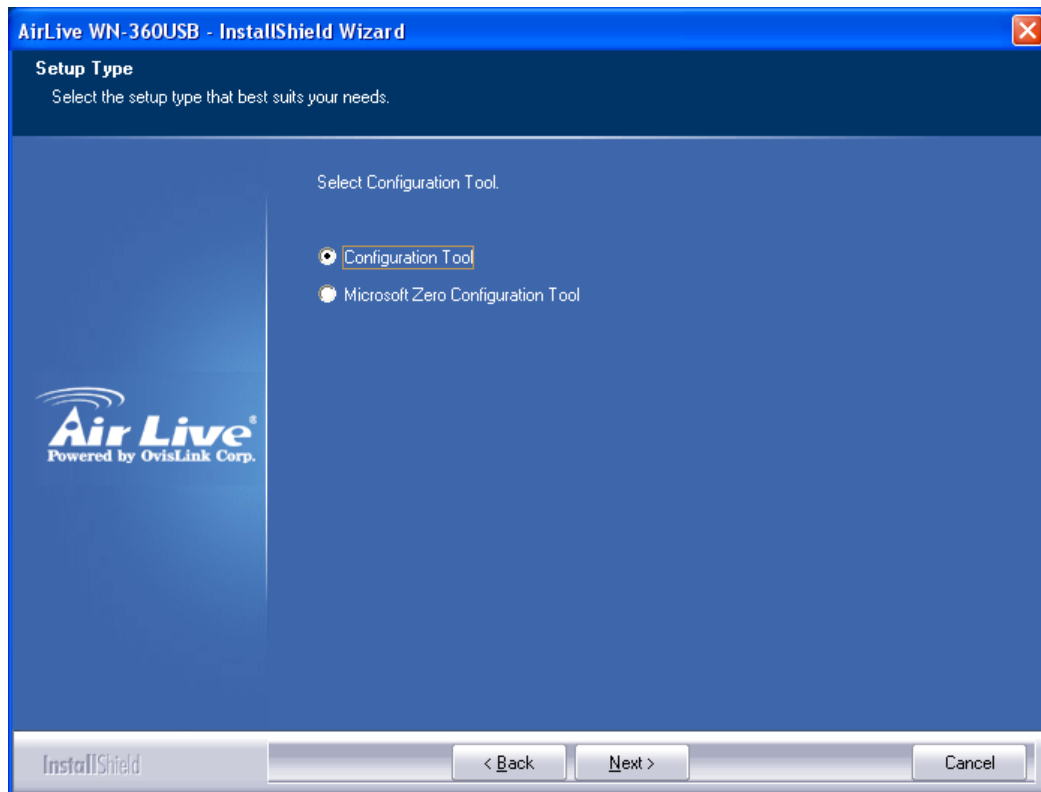 AirLive WN-360USB - InstallShield Wizard
Setup Type
Select the setup type that best suits your needs.
Select Configuration Tool.
Configuration Tool
Microsoft Zero Configuration Tool
Air Live®
Powered by OvisLink Corp.
InstallShield
< Back
Next >
Cancel